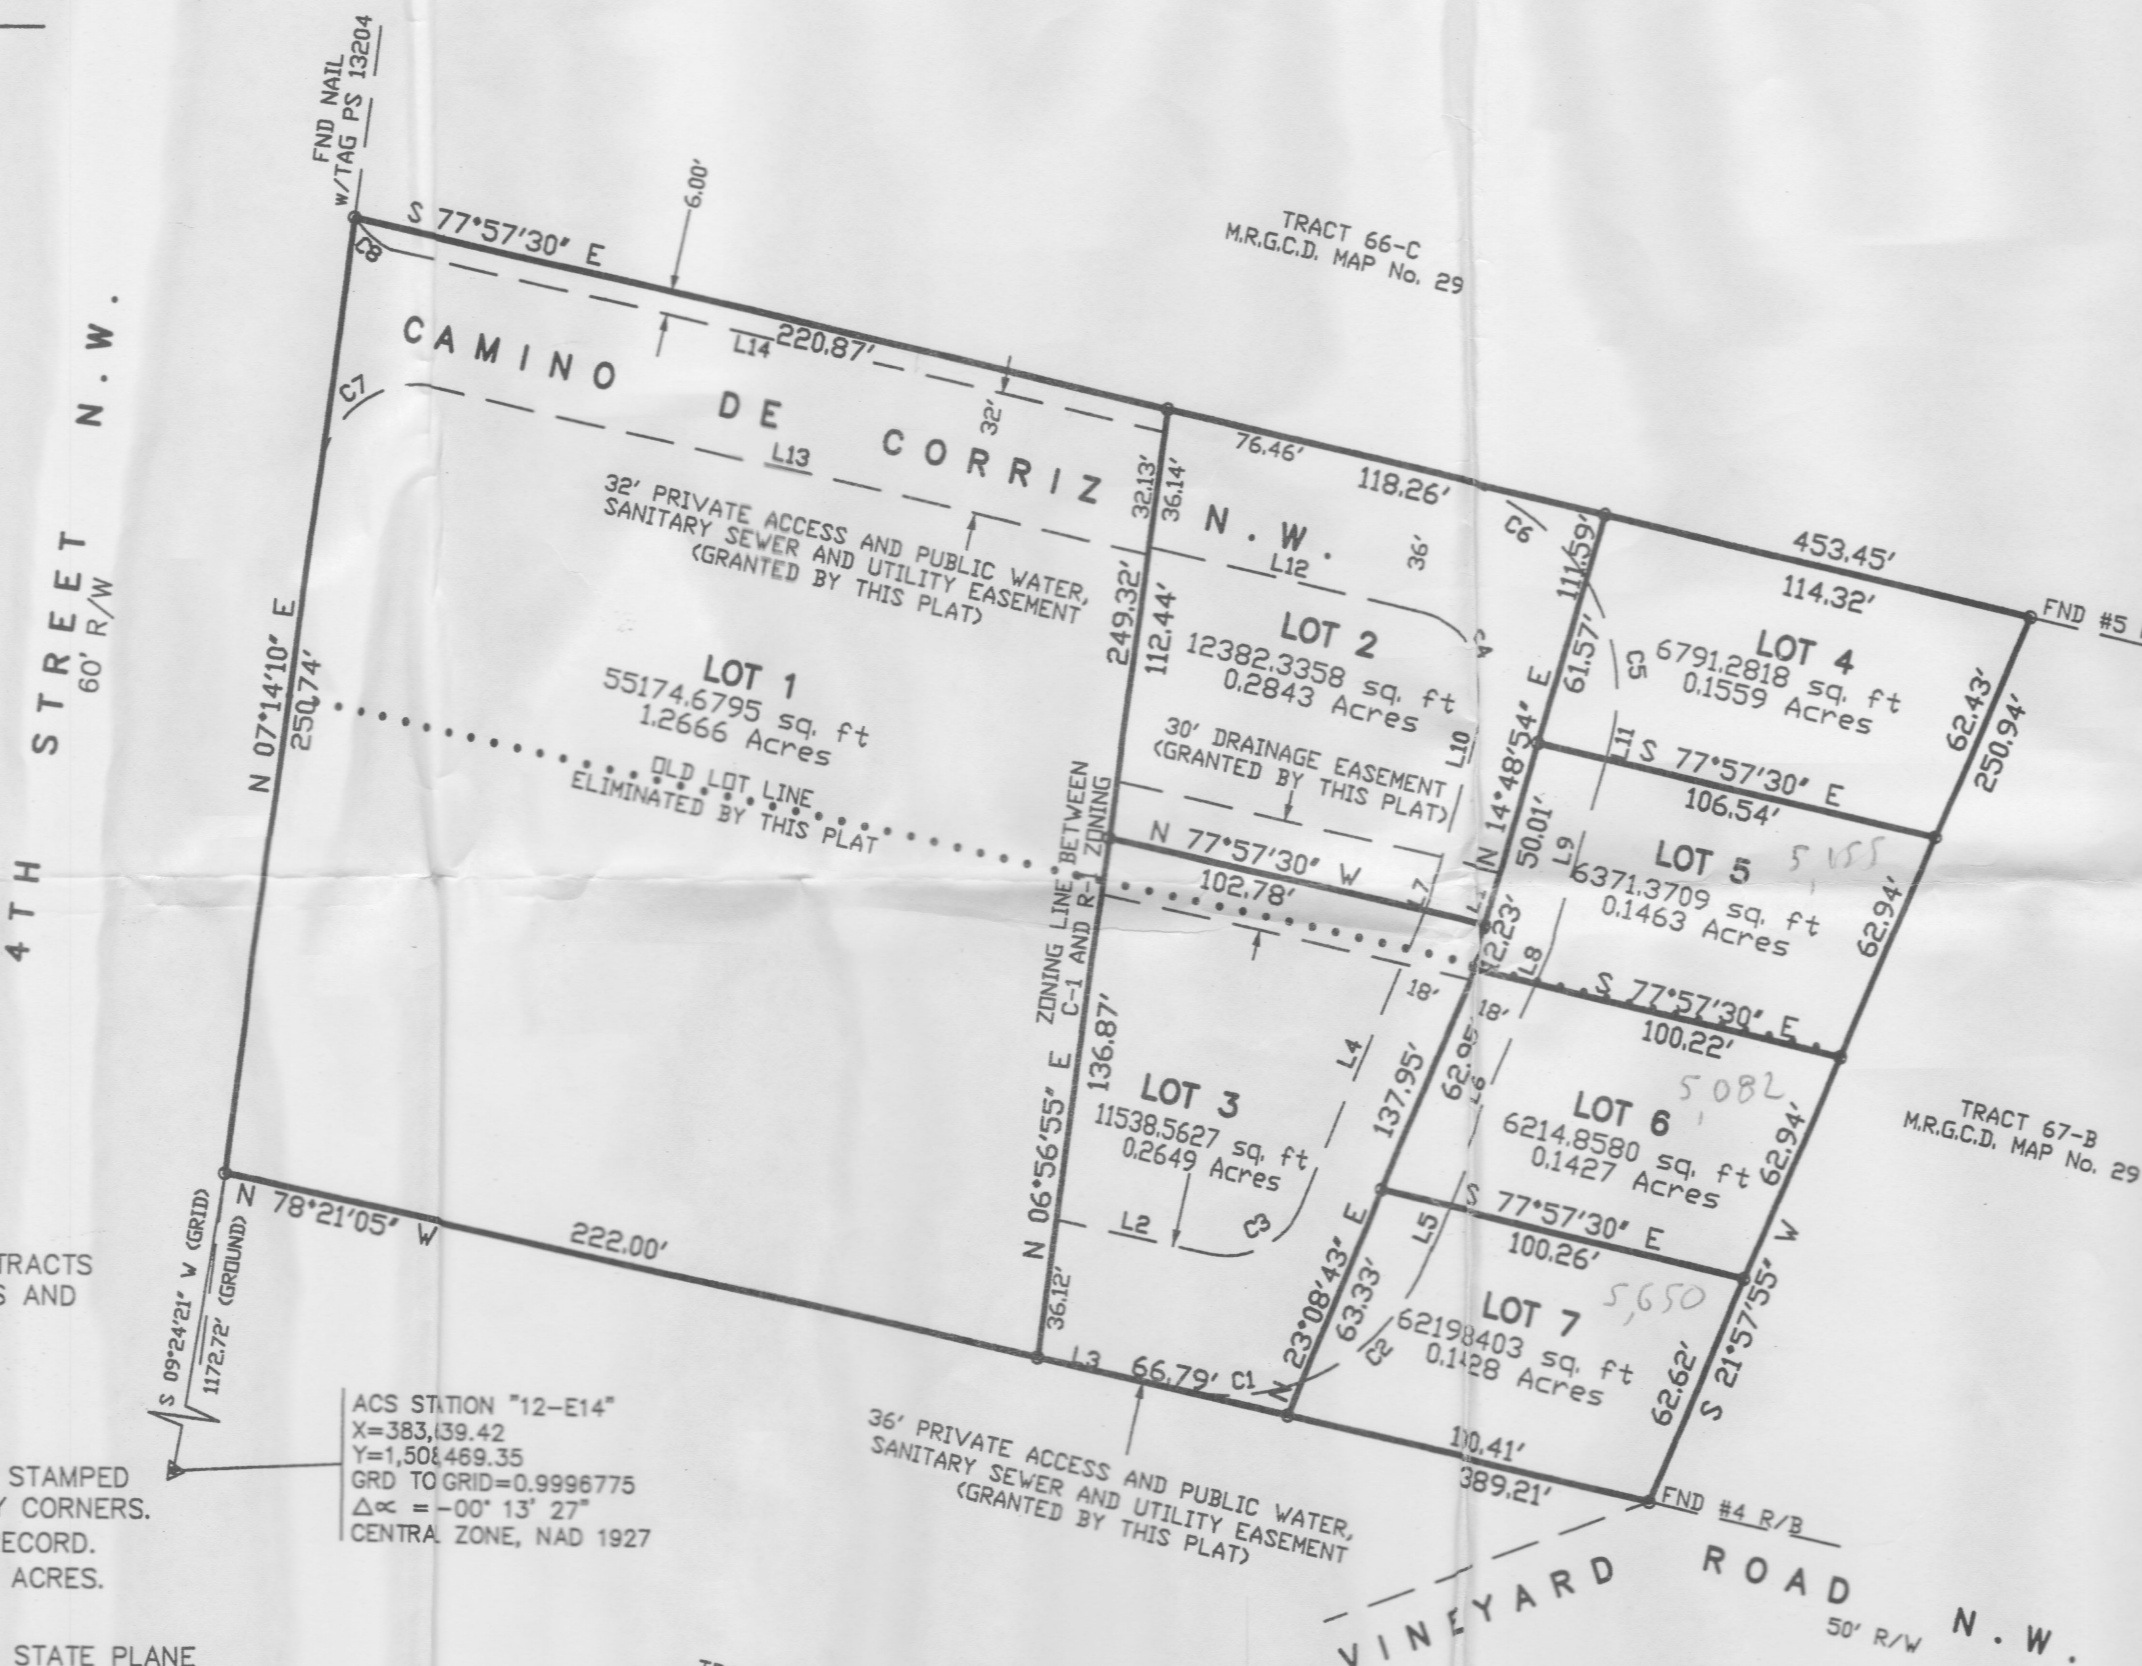 FND NAIL
W/TAG PS 13204
S 77°57'30" E
6.00'
TRACT 66-C
M.R.G.C.D. MAP No. 29
C8
CAMINO DE CORRIZ N.W.
L14
220.87'
C7
L13
32'
32' PRIVATE ACCESS AND PUBLIC WATER,
SANITARY SEWER AND UTILITY EASEMENT
(GRANTED BY THIS PLAT)
32.13'
36.14'
76.46'
118.26'
C6
36'
L12
111.59'
453.45'
114.32'
FND #5
4TH STREET N.W.
60' R/W
N 07°14'10" E
250.74'
LOT 1
55174.6795 sq. ft
1.2666 Acres
OLD LOT LINE
ELIMINATED BY THIS PLAT
249.32'
112.44'
LOT 2
12382.3358 sq. ft
0.2843 Acres
C4
61.57'
C5
LOT 4
6791.2818 sq. ft
0.1559 Acres
62.43'
250.94'
30' DRAINAGE EASEMENT
(GRANTED BY THIS PLAT)
L10
N 14°48'54" E
L11
S 77°57'30" E
106.54'
ZONING LINE BETWEEN
C-1 AND R-1 ZONING
N 77°57'30" W
102.78'
L7
50.01'
L9
LOT 5
5,155
6371.3709 sq. ft
0.1463 Acres
62.94'
12.23'
L8
18'
18'
S 77°57'30" E
100.22'
136.87'
N 06°56'55" E
LOT 3
11538.5627 sq. ft
0.2649 Acres
L4
137.95'
62.95'
L6
LOT 6
5,082
6214.8580 sq. ft
0.1427 Acres
62.94'
TRACT 67-B
M.R.G.C.D. MAP No. 29
L2
C3
N 23°08'43" E
L5
S 77°57'30" E
100.26'
63.33'
C2
LOT 7
5,650
62198403 sq. ft
0.1428 Acres
62.62'
S 21°57'55" W
N 78°21'05" W
222.00'
36.12'
L3
66.79'
C1
389.21'
FND #4 R/B
S 09°24'21" W (GRID)
1172.72' (GROUND)
ACS STATION "12-E14"
X=383,139.42
Y=1,508,469.35
GRD TO GRID=0.9996775
Δ∝ = -00° 13' 27"
CENTRAL ZONE, NAD 1927
36' PRIVATE ACCESS AND PUBLIC WATER,
SANITARY SEWER AND UTILITY EASEMENT
(GRANTED BY THIS PLAT)
VINEYARD ROAD N.W.
50' R/W
TRACTS
AND
STAMPED
CORNERS.
ECORD.
ACRES.
STATE PLANE